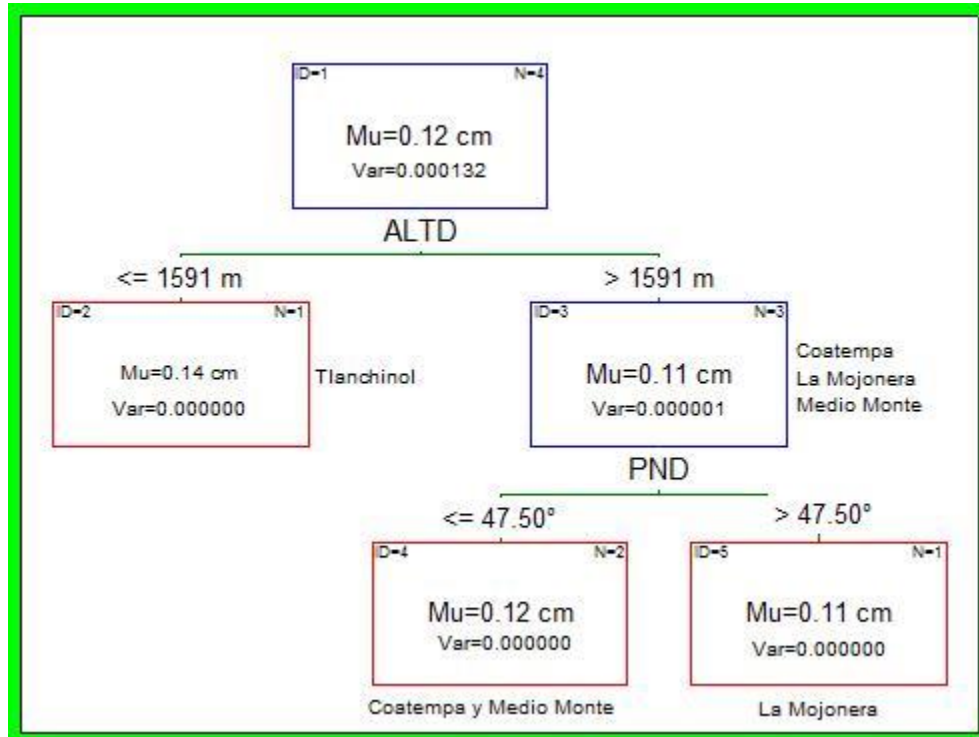 ID=1 N=4
Mu=0.12 cm
Var=0.000132
ALTD
<= 1591 m > 1591 m
ID=2 N=1
Mu=0.14 cm
Var=0.000000
Tlanchinol
ID=3 N=3
Mu=0.11 cm
Var=0.000001
Coatempa
La Mojonera
Medio Monte
PND
<= 47.50º > 47.50º
ID=4 N=2
Mu=0.12 cm
Var=0.000000
Coatempa y Medio Monte
ID=5 N=1
Mu=0.11 cm
Var=0.000000
La Mojonera